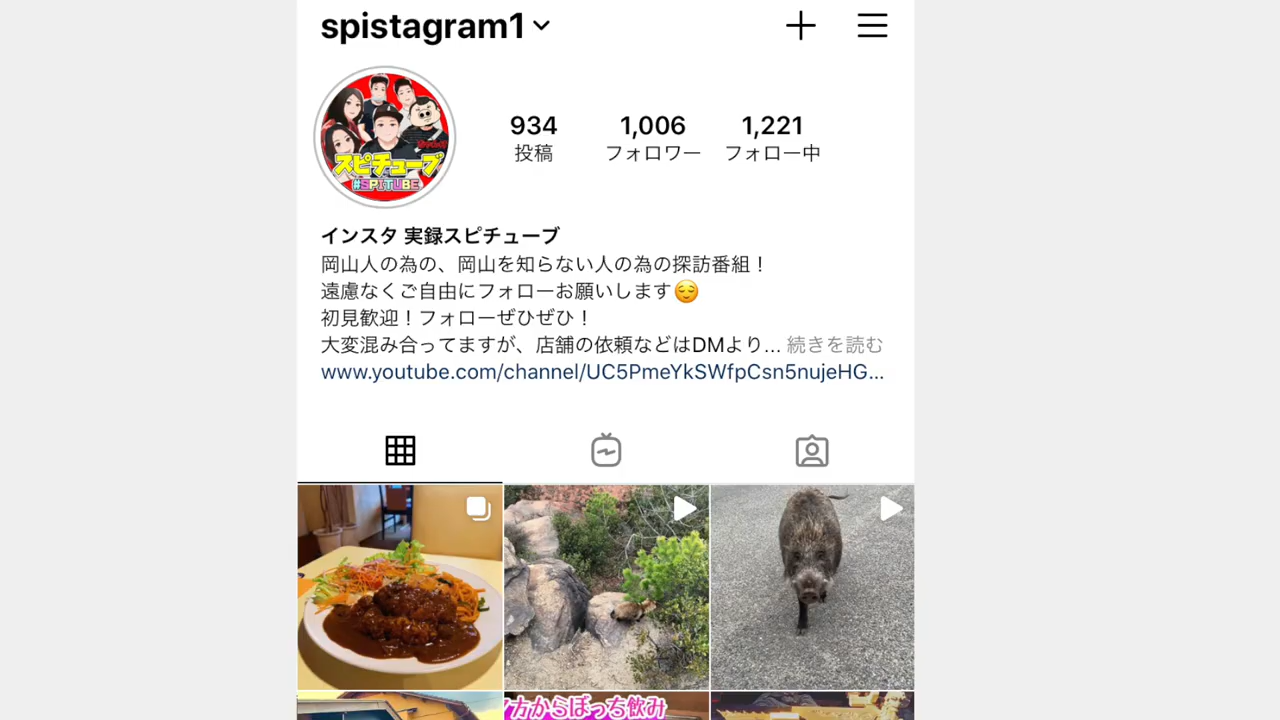 spistagram1
スピチューブ
#SPITUBE
934
投稿
1,006
フォロワー
1,221
フォロー中
インスタ 実録スピチューブ
岡山人の為の、岡山を知らない人の為の探訪番組！
遠慮なくご自由にフォローお願いします😌
初見歓迎！フォローぜひぜひ！
大変混み合ってますが、店舗の依頼などはDMより... 続きを読む
www.youtube.com/channel/UC5PmeYkSWfpCsn5nujeHG...
方からぼっち飲み